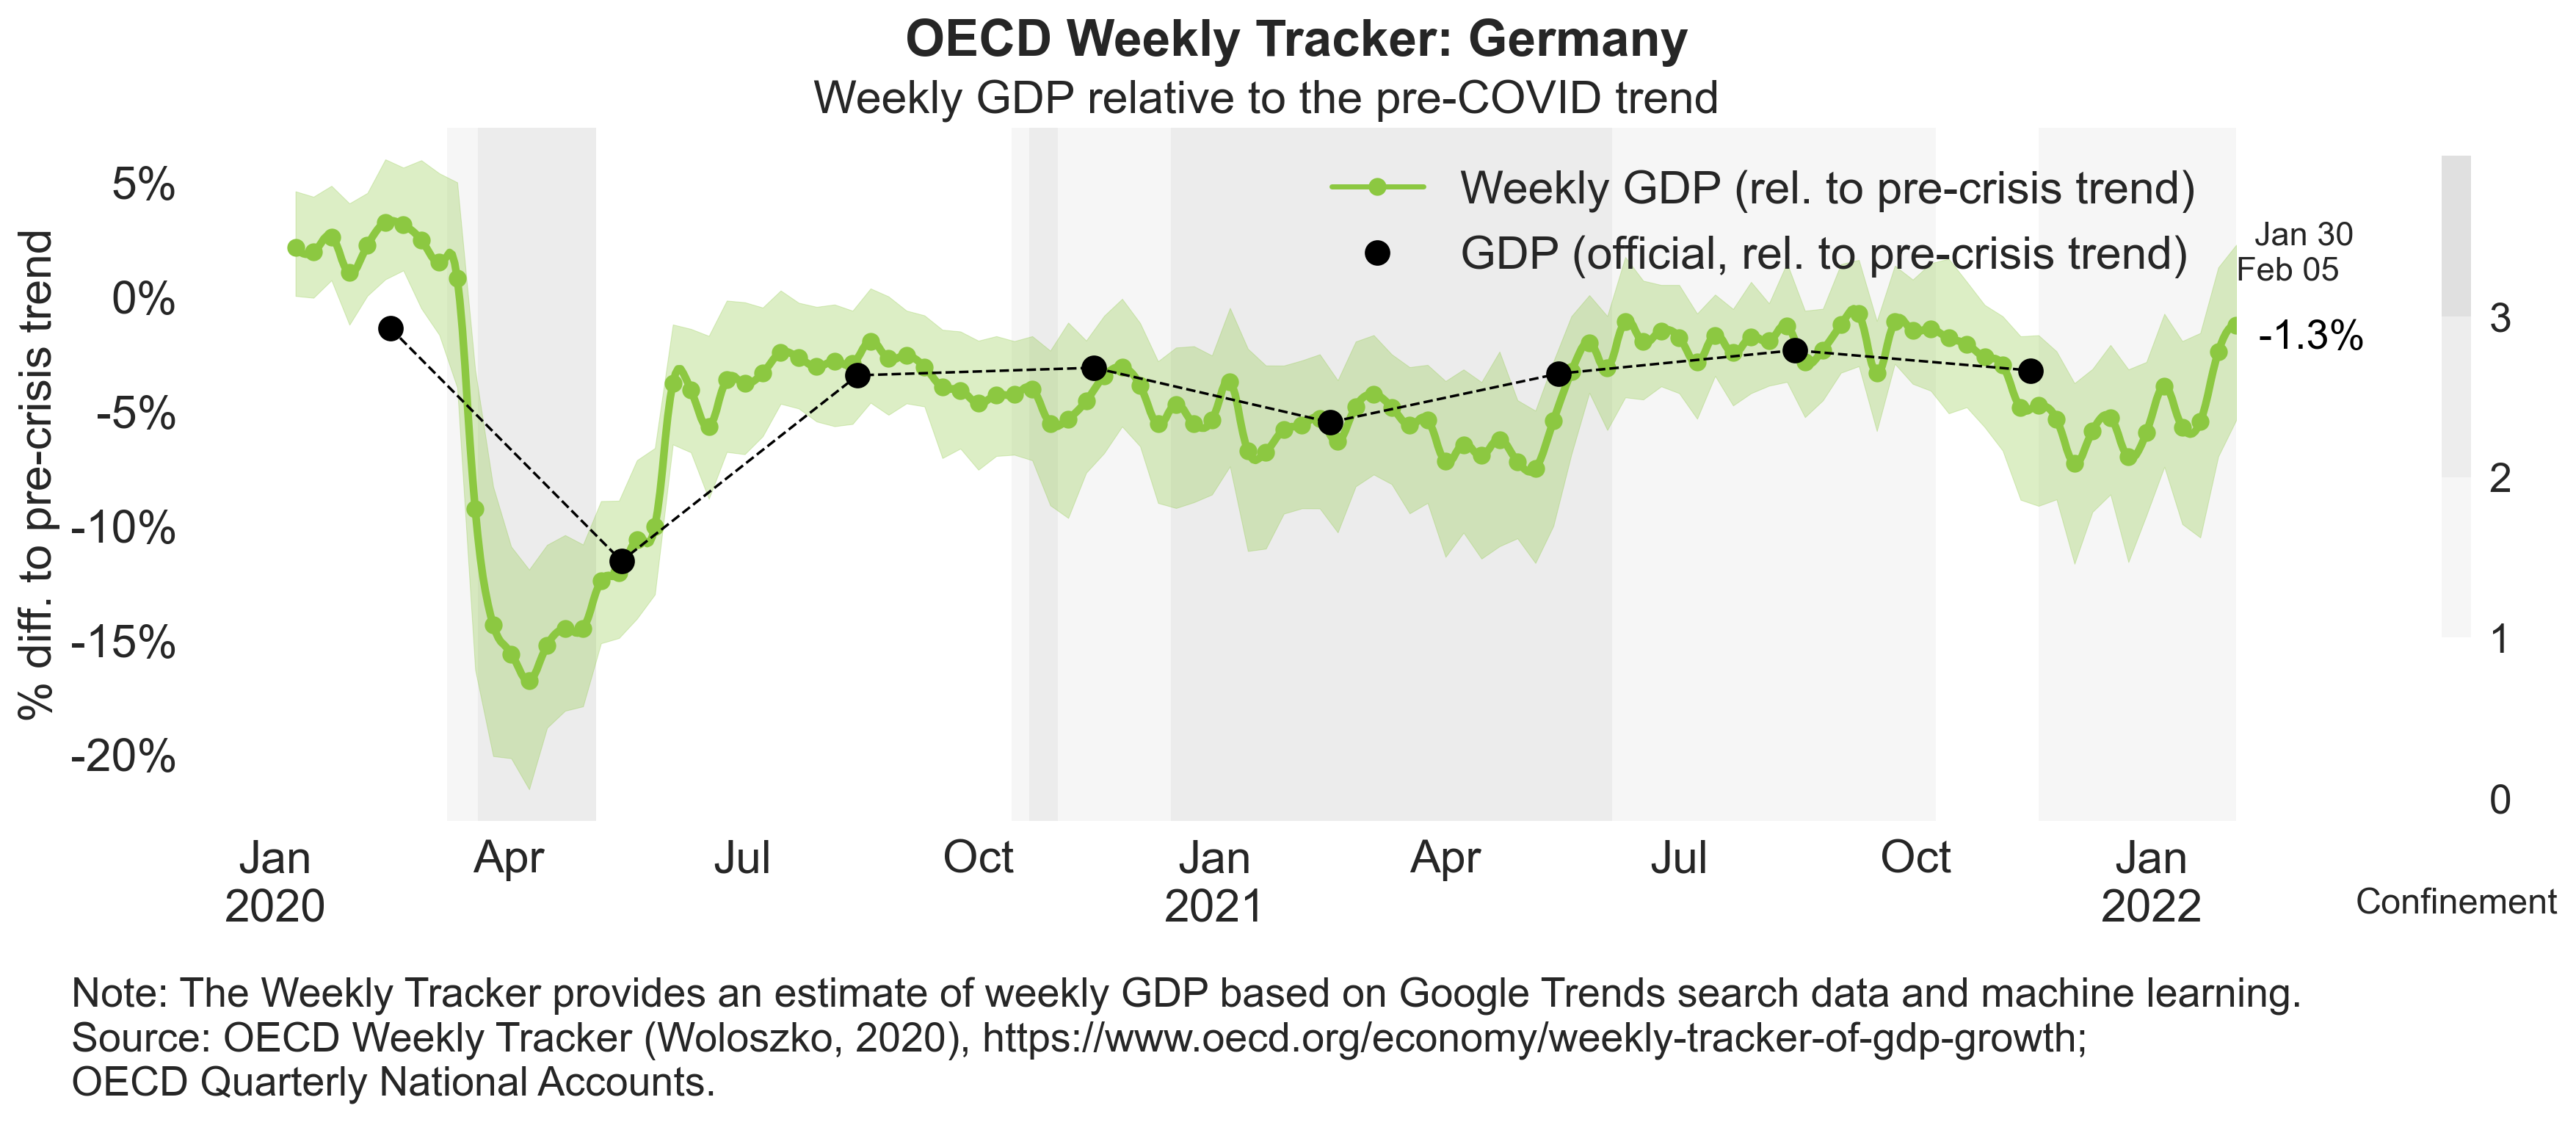 OECD Weekly Tracker: Germany
Weekly GDP relative to the pre-COVID trend
% diff. to pre-crisis trend
5%
0%
-5%
-10%
-15%
-20%
Weekly GDP (rel. to pre-crisis trend)
GDP (official, rel. to pre-crisis trend)
Jan 30
Feb 05
-1.3%
3
2
1
0
Confinement
Jan Apr Jul Oct Jan Apr Jul Oct Jan
2020 2021 2022
Note: The Weekly Tracker provides an estimate of weekly GDP based on Google Trends search data and machine learning.
Source: OECD Weekly Tracker (Woloszko, 2020), https://www.oecd.org/economy/weekly-tracker-of-gdp-growth;
OECD Quarterly National Accounts.